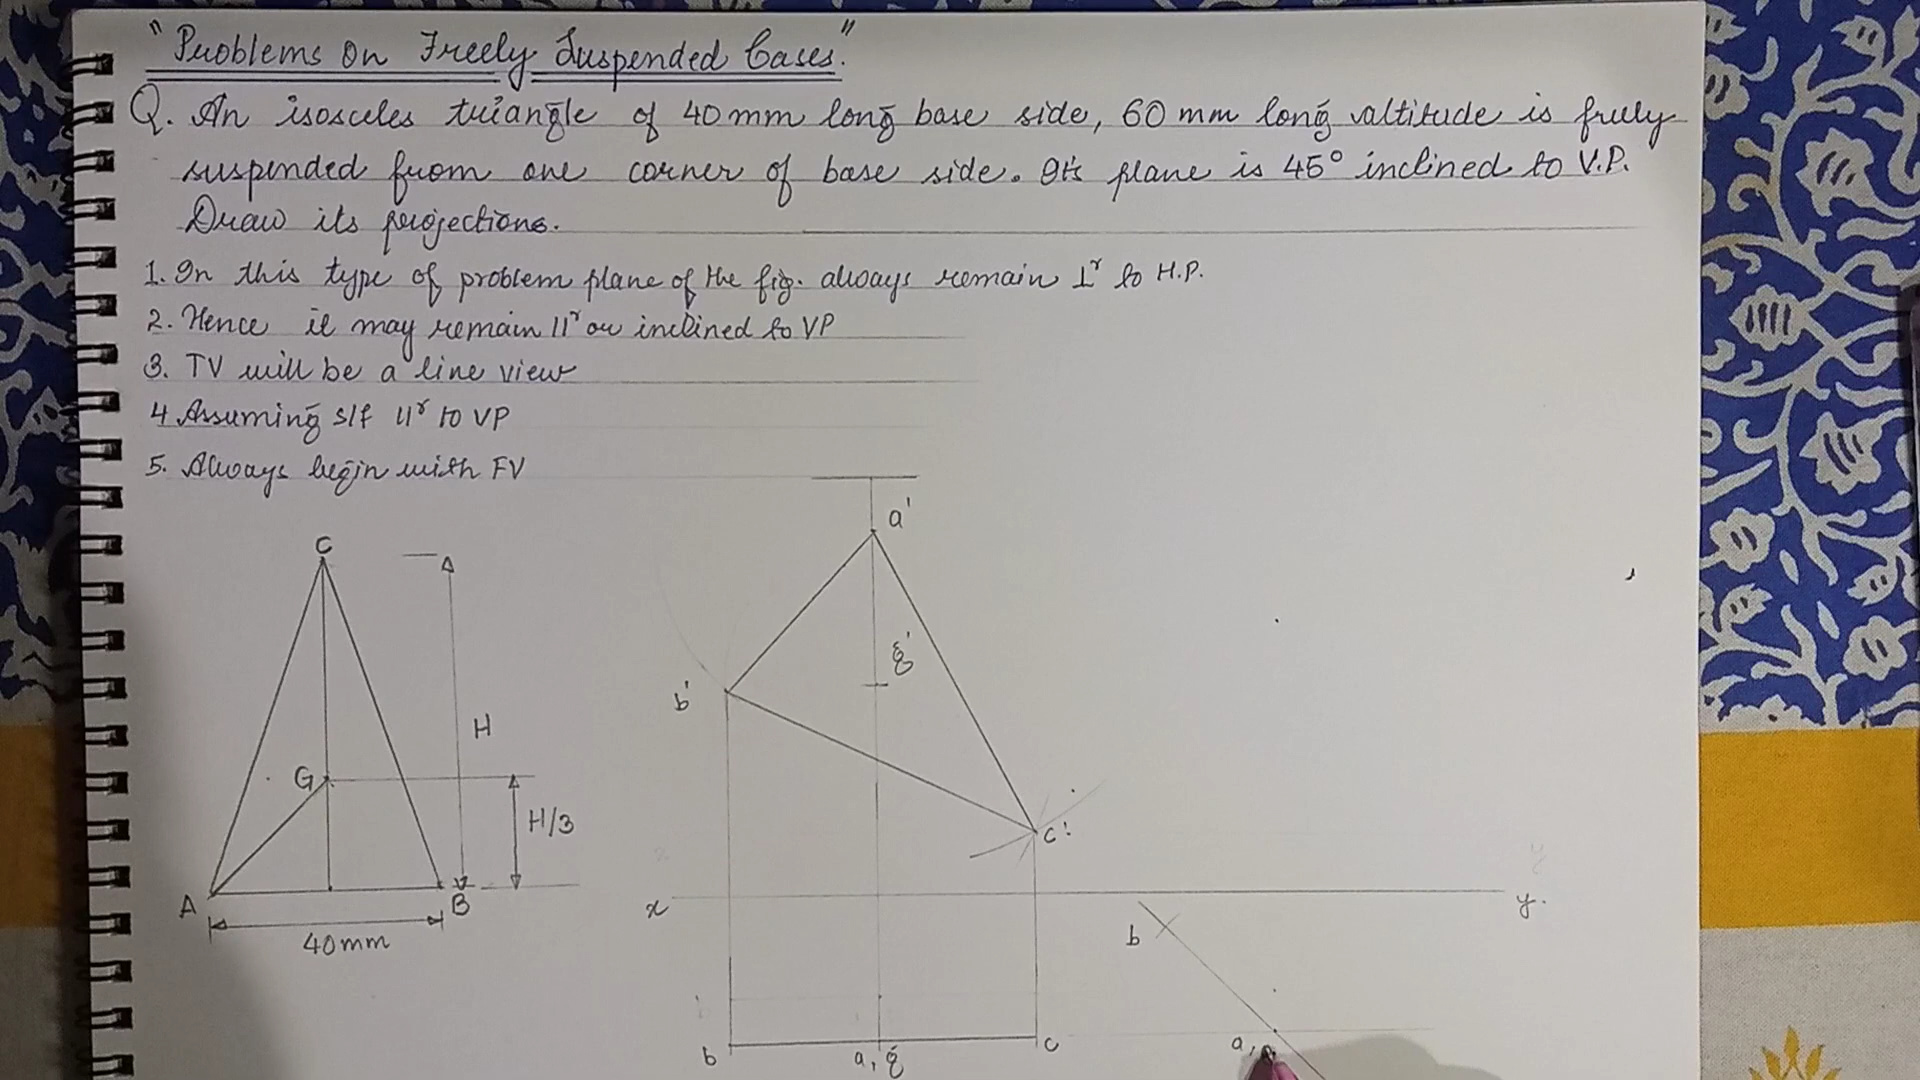 "Problems on Freely Suspended Cases."
Q. An isosceles triangle of 40 mm long base side, 60 mm long altitude is freely
suspended from one corner of base side. Its plane is 45° inclined to V.P.
Draw its projections.
1. In this type of problem plane of the fig. always remain ⊥r to H.P.
2. Hence it may remain 11r or inclined to VP
3. TV will be a line view
4. Assuming s/f 11r to VP
5. Always begin with FV
a'
C
g'
b'
H
G
H/3
c'
A
B
x
y.
40mm
b
b
a, g
c
a,